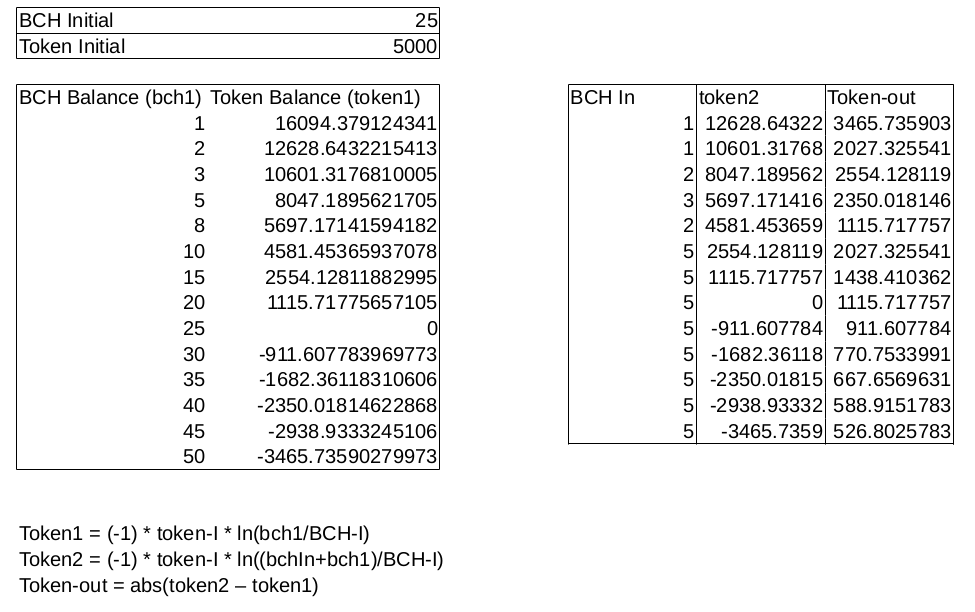 BCH Initial 25
Token Initial 5000
BCH Balance (bch1) Token Balance (token1) BCH In token2 Token-out
1 16094.379124341 1 12628.64322 3465.735903
2 12628.6432215413 1 10601.31768 2027.325541
3 10601.3176810005 2 8047.189562 2554.128119
5 8047.1895621705 3 5697.171416 2350.018146
8 5697.17141594182 2 4581.453659 1115.717757
10 4581.45365937078 5 2554.128119 2027.325541
15 2554.12811882995 5 1115.717757 1438.410362
20 1115.71775657105 5 0 1115.717757
25 0 5 -911.607784 911.607784
30 -911.607783969773 5 -1682.36118 770.7533991
35 -1682.36118310606 5 -2350.01815 667.6569631
40 -2350.01814622868 5 -2938.93332 588.9151783
45 -2938.9333245106 5 -3465.7359 526.8025783
50 -3465.73590279973
Token1 = (-1) * token-I * ln(bch1/BCH-I)
Token2 = (-1) * token-I * ln((bchIn+bch1)/BCH-I)
Token-out = abs(token2 – token1)